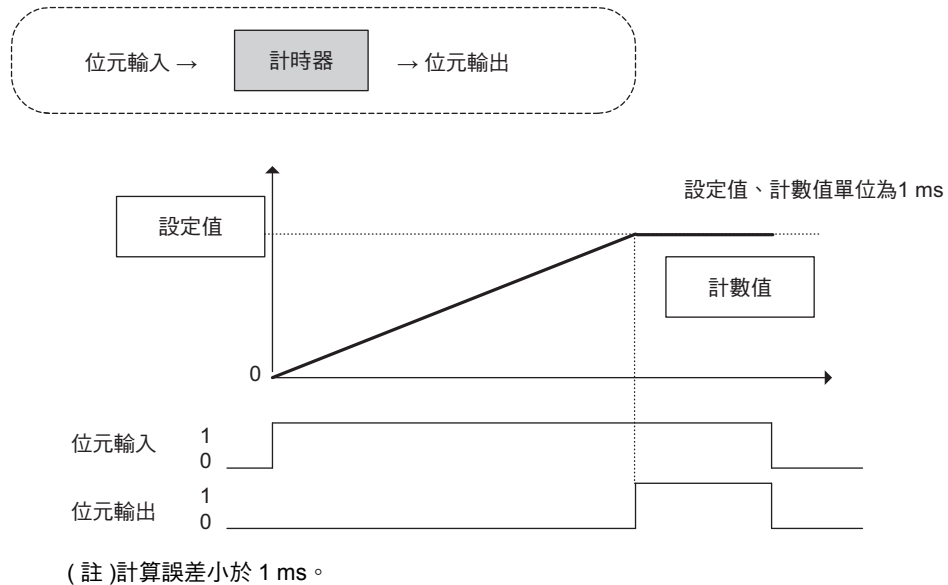 位元輸入 → 計時器 → 位元輸出
設定值、計數值單位為1 ms
設定值
計數值
0
位元輸入 1
0
位元輸出 1
0
( 註 )計算誤差小於 1 ms。